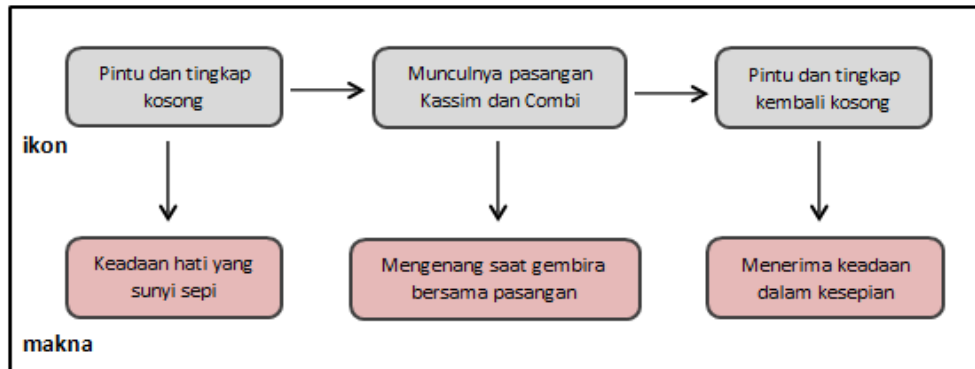 Pintu dan tingkap
kosong
Munculnya pasangan
Kassim dan Combi
Pintu dan tingkap
kembali kosong
ikon
Keadaan hati yang
sunyi sepi
Mengenang saat gembira
bersama pasangan
Menerima keadaan
dalam kesepian
makna